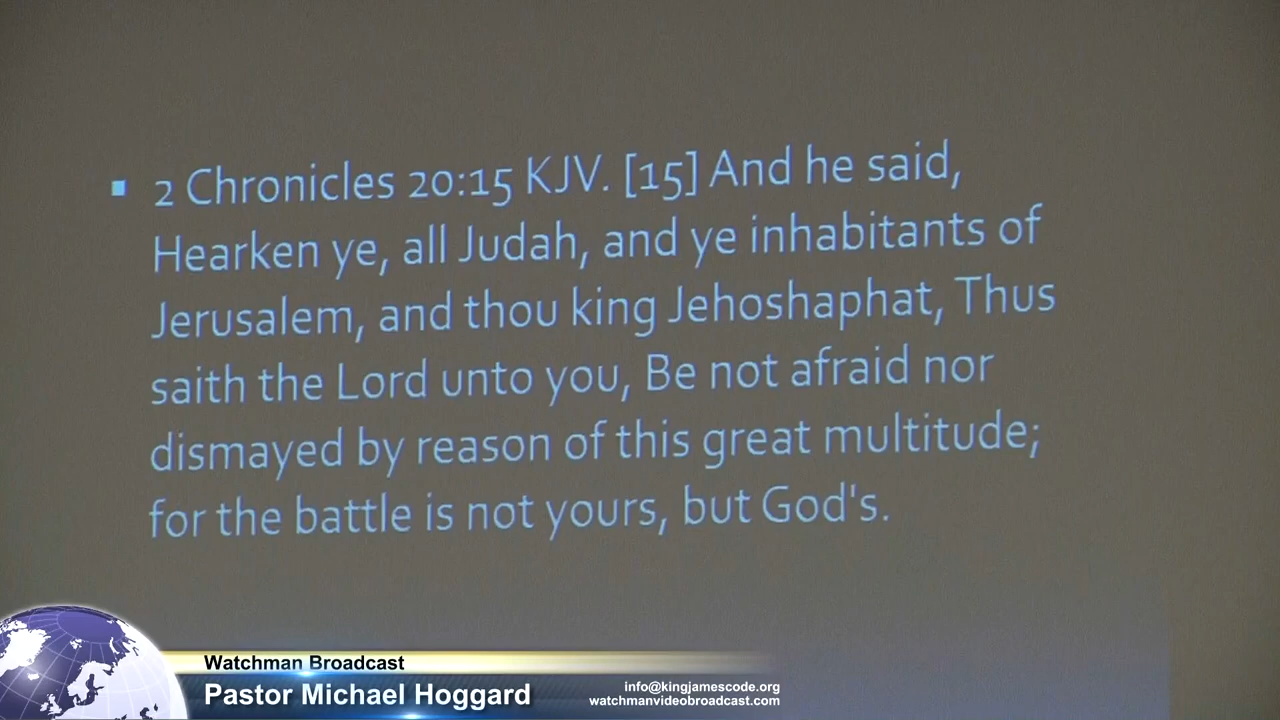 2 Chronicles 20:15 KJV. [15] And he said,
Hearken ye, all Judah, and ye inhabitants of
Jerusalem, and thou king Jehoshaphat, Thus
saith the Lord unto you, Be not afraid nor
dismayed by reason of this great multitude;
for the battle is not yours, but God's.
Watchman Broadcast
Pastor Michael Hoggard
info@kingjamescode.org
watchmanvideobroadcast.com